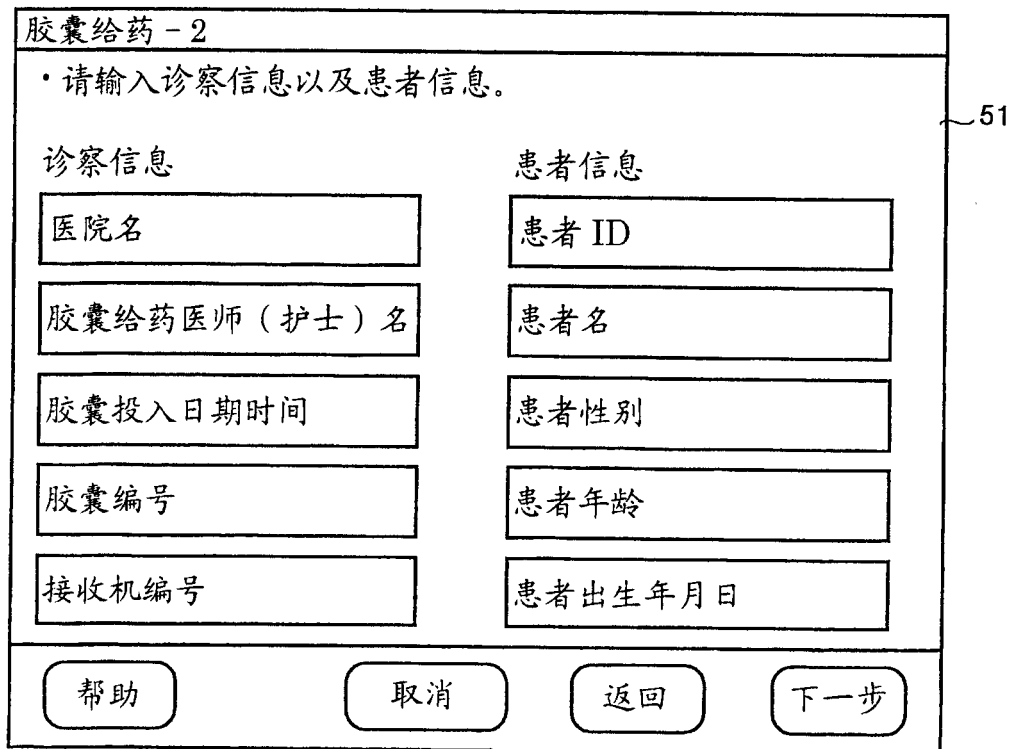 胶囊给药－2
·请输入诊察信息以及患者信息。
51
诊察信息
医院名
胶囊给药医师（护士）名
胶囊投入日期时间
胶囊编号
接收机编号
患者信息
患者 ID
患者名
患者性别
患者年龄
患者出生年月日
帮助
取消
返回
下一步